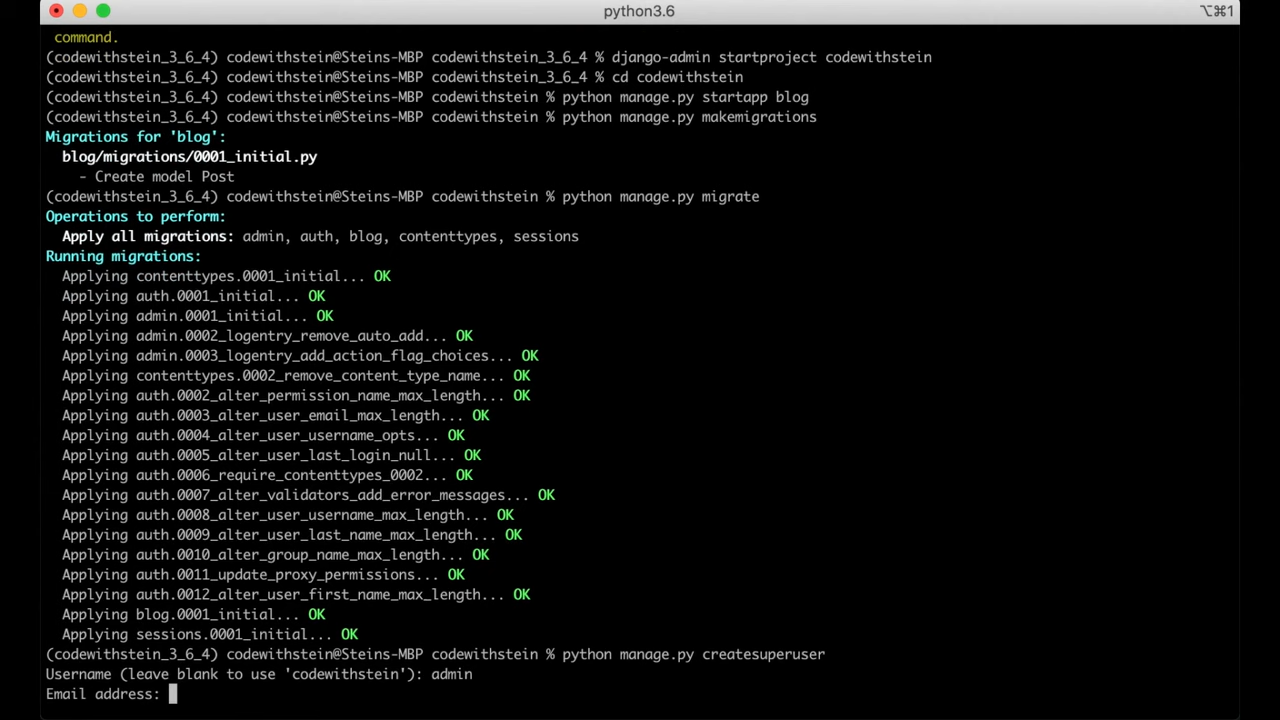 python3.6
⌥⌘1
command.
(codewithstein_3_6_4) codewithstein@Steins-MBP codewithstein_3_6_4 % django-admin startproject codewithstein
(codewithstein_3_6_4) codewithstein@Steins-MBP codewithstein_3_6_4 % cd codewithstein
(codewithstein_3_6_4) codewithstein@Steins-MBP codewithstein % python manage.py startapp blog
(codewithstein_3_6_4) codewithstein@Steins-MBP codewithstein % python manage.py makemigrations
Migrations for 'blog':
blog/migrations/0001_initial.py
- Create model Post
(codewithstein_3_6_4) codewithstein@Steins-MBP codewithstein % python manage.py migrate
Operations to perform:
Apply all migrations: admin, auth, blog, contenttypes, sessions
Running migrations:
Applying contenttypes.0001_initial... OK
Applying auth.0001_initial... OK
Applying admin.0001_initial... OK
Applying admin.0002_logentry_remove_auto_add... OK
Applying admin.0003_logentry_add_action_flag_choices... OK
Applying contenttypes.0002_remove_content_type_name... OK
Applying auth.0002_alter_permission_name_max_length... OK
Applying auth.0003_alter_user_email_max_length... OK
Applying auth.0004_alter_user_username_opts... OK
Applying auth.0005_alter_user_last_login_null... OK
Applying auth.0006_require_contenttypes_0002... OK
Applying auth.0007_alter_validators_add_error_messages... OK
Applying auth.0008_alter_user_username_max_length... OK
Applying auth.0009_alter_user_last_name_max_length... OK
Applying auth.0010_alter_group_name_max_length... OK
Applying auth.0011_update_proxy_permissions... OK
Applying auth.0012_alter_user_first_name_max_length... OK
Applying blog.0001_initial... OK
Applying sessions.0001_initial... OK
(codewithstein_3_6_4) codewithstein@Steins-MBP codewithstein % python manage.py createsuperuser
Username (leave blank to use 'codewithstein'): admin
Email address: